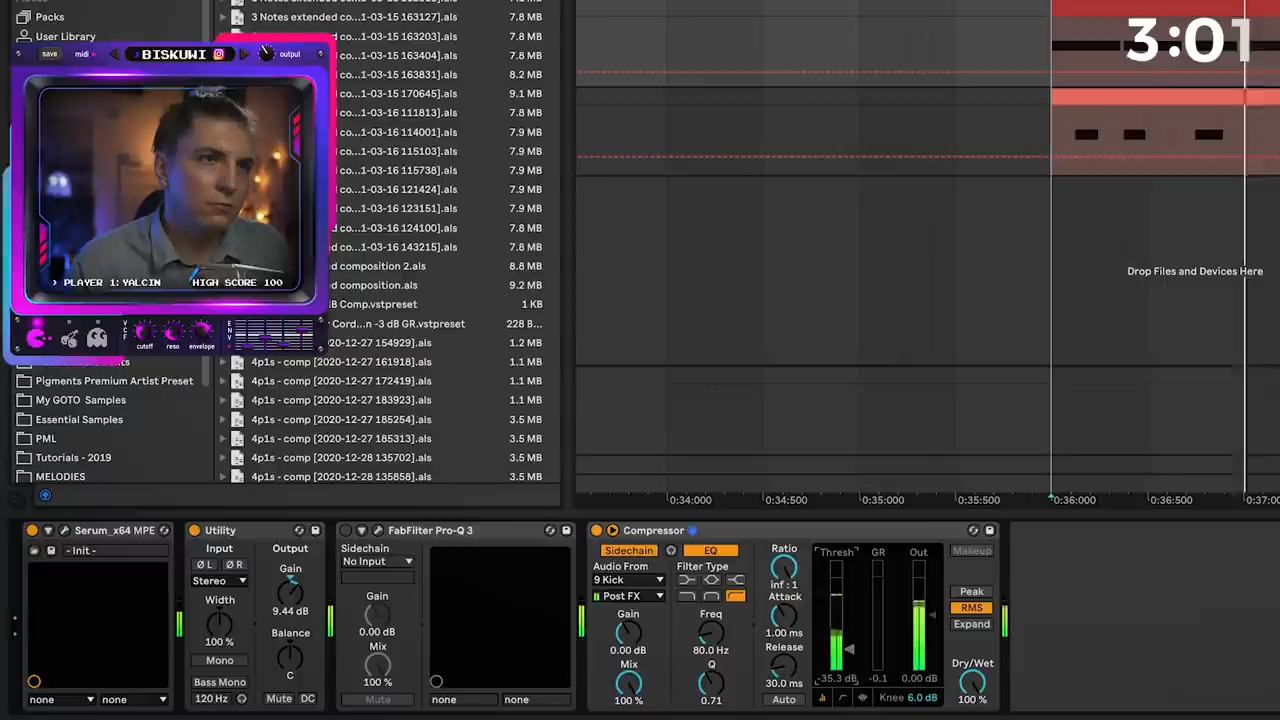 Packs
User Library
3 Notes extended co...1-03-15 163127].als
7.8 MB
co...1-03-15 163203].als
7.8 MB
co...1-03-15 163404].als
7.8 MB
co...1-03-15 163831].als
8.2 MB
co...1-03-15 170645].als
9.1 MB
co...1-03-16 111813].als
7.8 MB
co...1-03-16 114001].als
7.9 MB
co...1-03-16 115103].als
7.9 MB
co...1-03-16 115738].als
7.9 MB
co...1-03-16 121424].als
7.9 MB
co...1-03-16 123151].als
7.9 MB
co...1-03-16 124100].als
7.8 MB
co...1-03-16 143215].als
7.8 MB
d composition 2.als
8.8 MB
d composition.als
9.2 MB
dB Comp.vstpreset
1 KB
Cord...n -3 dB GR.vstpreset
228 B...
[2020-12-27 154929].als
1.2 MB
4p1s - comp [2020-12-27 161918].als
1.1 MB
4p1s - comp [2020-12-27 172419].als
1.1 MB
4p1s - comp [2020-12-27 183923].als
1.2 MB
4p1s - comp [2020-12-27 185254].als
3.5 MB
4p1s - comp [2020-12-27 185313].als
3.5 MB
4p1s - comp [2020-12-28 135702].als
3.5 MB
4p1s - comp [2020-12-28 135858].als
3.5 MB
save
midi
BISKUWI
output
PLAYER 1:YALCIN
HIGH SCORE 100
VCF
cutoff
reso
envelope
ENV
Pigments Premium Artist Preset
My GOTO Samples
Essential Samples
PML
Tutorials - 2019
MELODIES
3:01
Drop Files and Devices Here
0:34:000
0:34:500
0:35:000
0:35:500
0:36:000
0:36:500
0:37:0
Serum_x64 MPE
- Init -
none
none
Utility
Input
Ø L
Ø R
Stereo
Width
100 %
Mono
Bass Mono
120 Hz
Output
Gain
9.44 dB
Balance
C
Mute
DC
FabFilter Pro-Q 3
Sidechain
No Input
Gain
0.00 dB
Mix
100 %
Mute
none
none
Compressor
Sidechain
EQ
Audio From
9 Kick
Post FX
Gain
0.00 dB
Mix
100 %
Filter Type
Freq
80.0 Hz
Q
0.71
Ratio
inf : 1
Attack
1.00 ms
Release
30.0 ms
Auto
Thresh
GR
Out
-35.3 dB
-0.1
0.00 dB
Knee 6.0 dB
Makeup
Peak
RMS
Expand
Dry/Wet
100 %